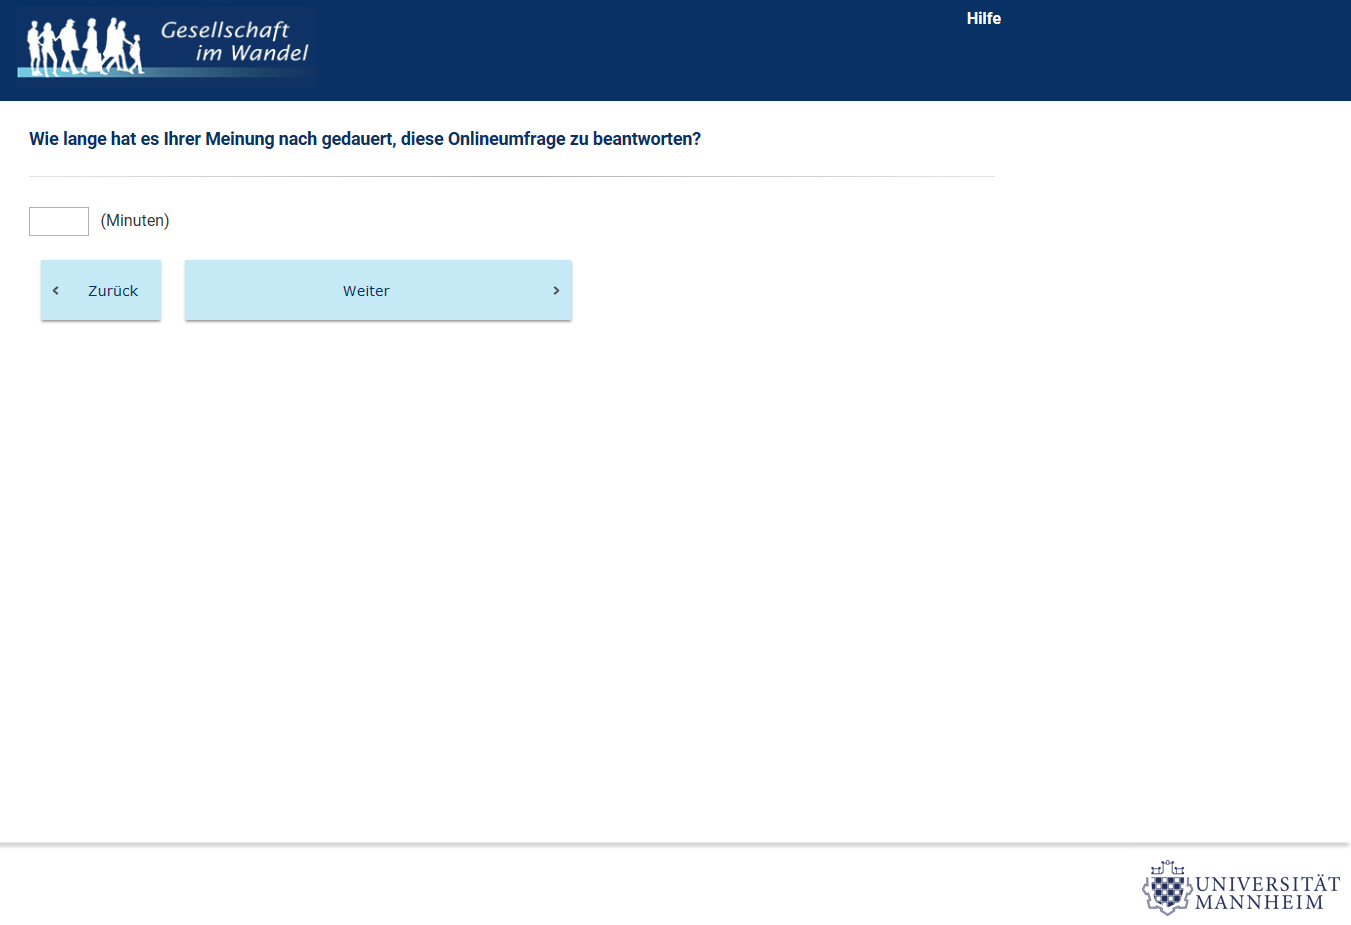 Gesellschaft
im Wandel
Hilfe
Wie lange hat es Ihrer Meinung nach gedauert, diese Onlineumfrage zu beantworten?
(Minuten)
Zurück
Weiter
UNIVERSITÄT
MANNHEIM